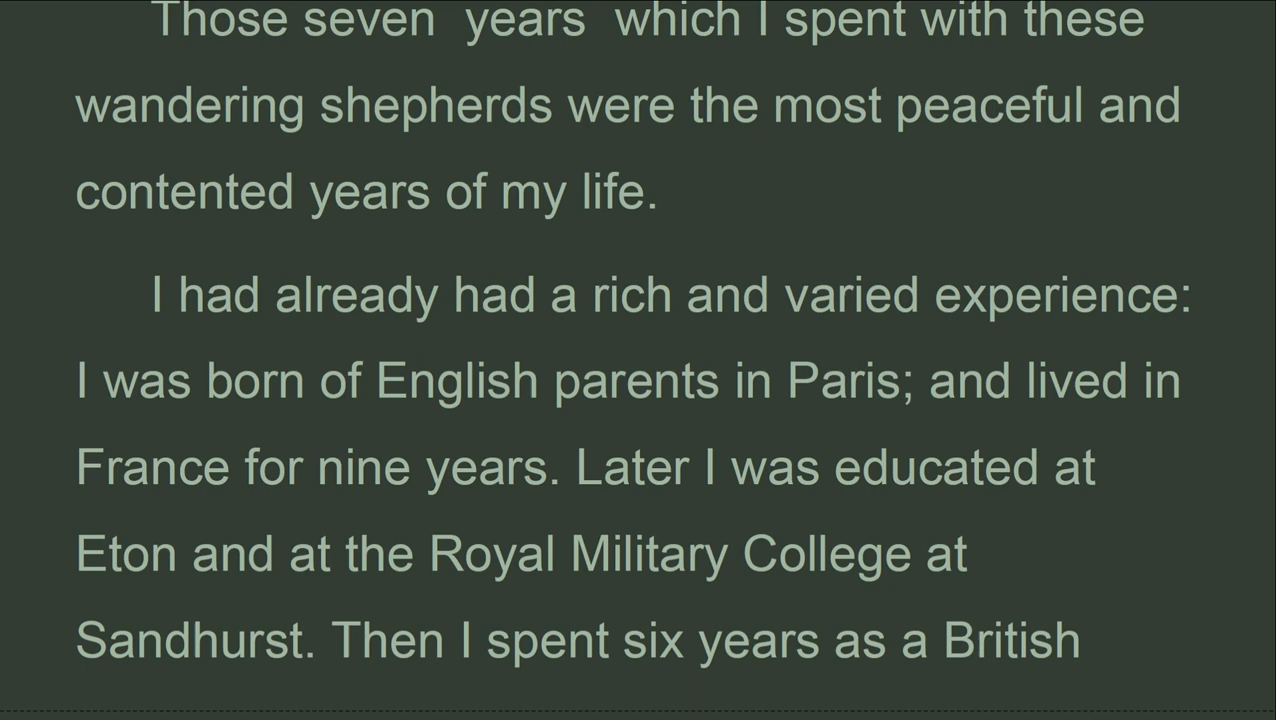 Those seven  years  which I spent with these
wandering shepherds were the most peaceful and
contented years of my life.
I had already had a rich and varied experience:
I was born of English parents in Paris; and lived in
France for nine years. Later I was educated at
Eton and at the Royal Military College at
Sandhurst. Then I spent six years as a British